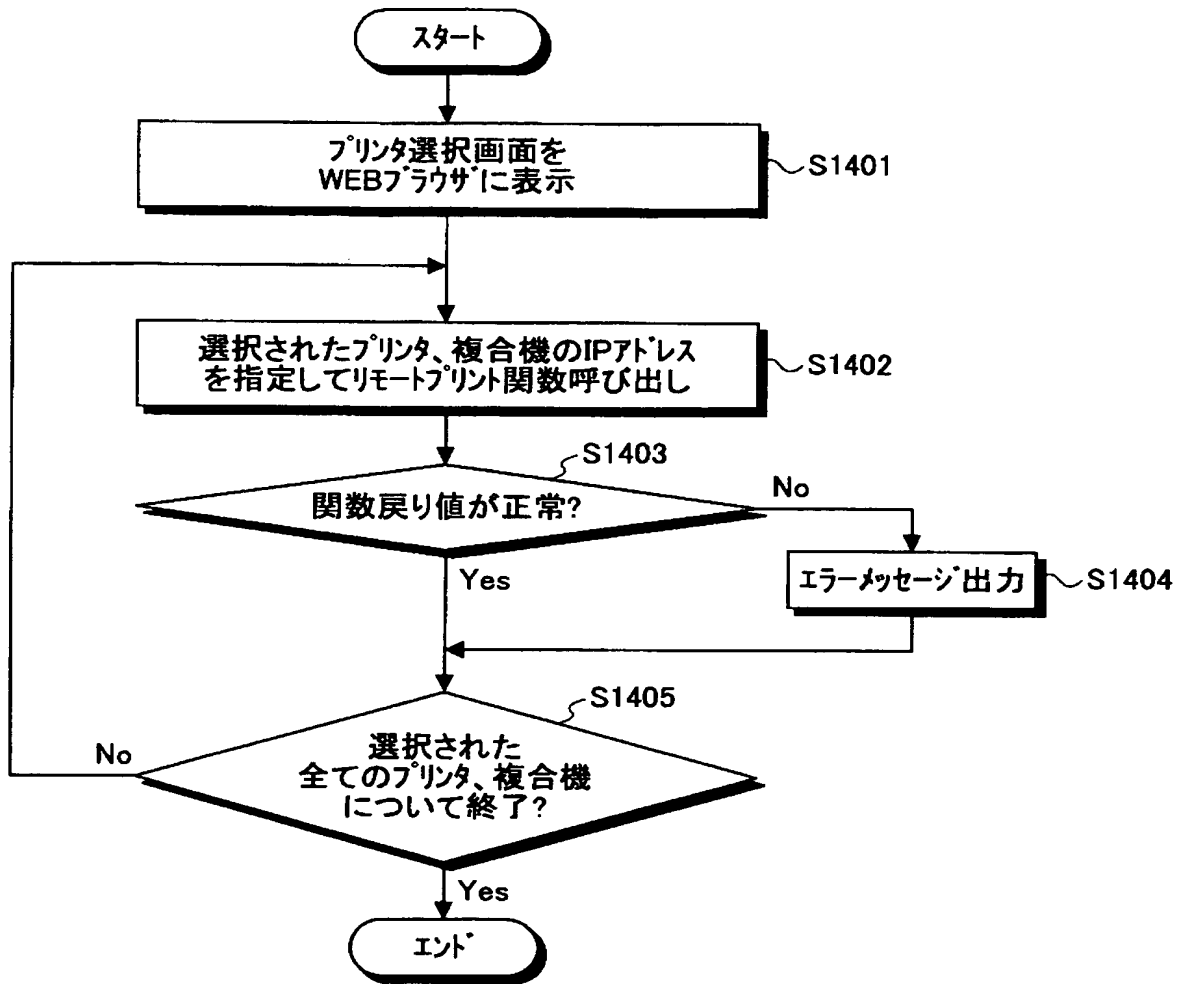 スタート
プリンタ選択画面を
WEBブラウザに表示
S1401
選択されたプリンタ、複合機のIPアドレス
を指定してリモートプリント関数呼び出し
S1402
S1403
関数戻り値が正常?
No
Yes
エラーメッセージ出力
S1404
S1405
選択された
全てのプリンタ、複合機
について終了?
No
Yes
エンド